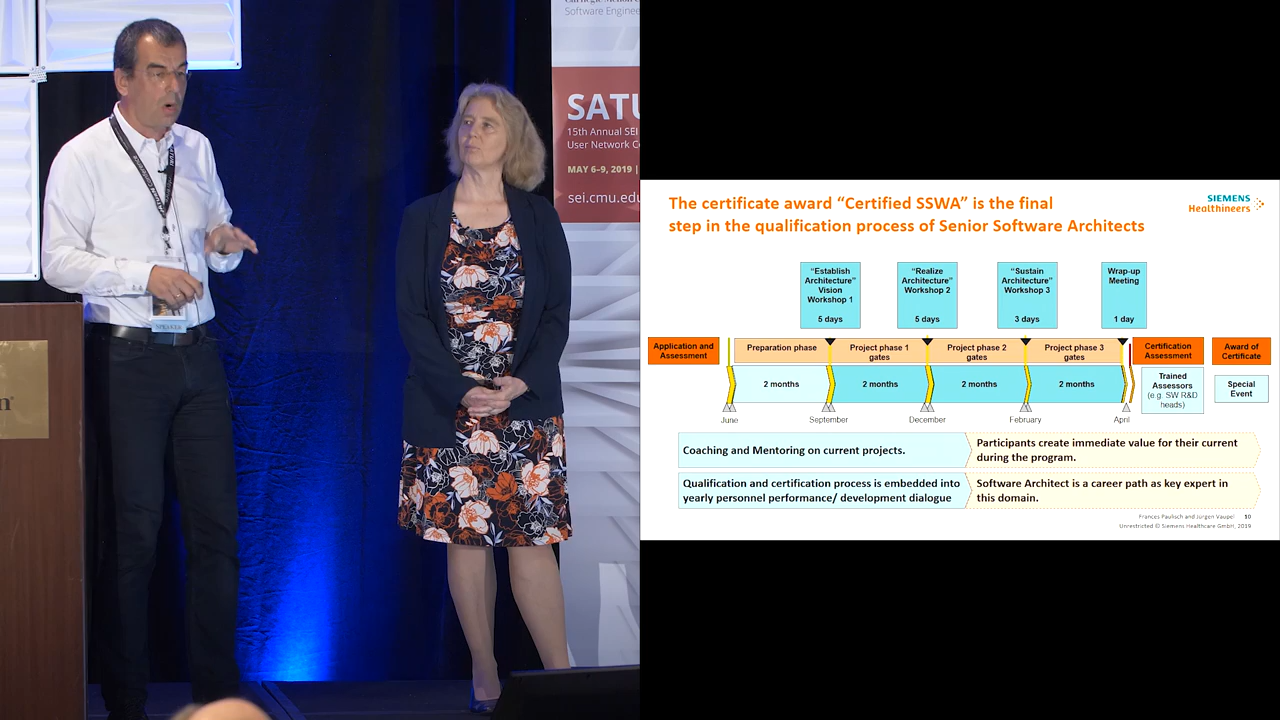 Software Engine
SATU
15th Annual SEI
User Network Co
MAY 6–9, 2019 |
sei.cmu.edu
SPEAKER
The certificate award “Certified SSWA” is the final
step in the qualification process of Senior Software Architects
SIEMENS
Healthineers
“Establish
Architecture”
Vision
Workshop 1
5 days
“Realize
Architecture”
Workshop 2
5 days
“Sustain
Architecture”
Workshop 3
3 days
Wrap-up
Meeting
1 day
Application and
Assessment
Preparation phase
Project phase 1
gates
Project phase 2
gates
Project phase 3
gates
Certification
Assessment
Award of
Certificate
2 months
2 months
2 months
2 months
Trained
Assessors
(e.g. SW R&D
heads)
Special
Event
June
September
December
February
April
Coaching and Mentoring on current projects.
Participants create immediate value for their current
during the program.
Qualification and certification process is embedded into
yearly personnel performance/ development dialogue
Software Architect is a career path as key expert in
this domain.
Frances Paulisch and Jürgen Vaupel 10
Unrestricted © Siemens Healthcare GmbH, 2019